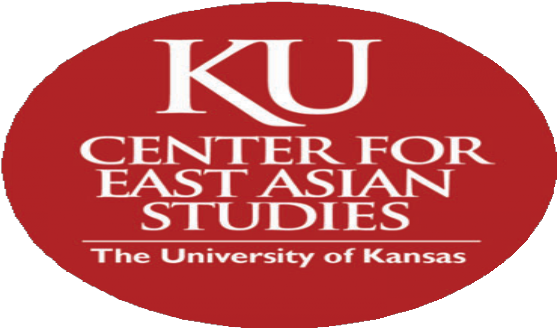 KU
CENTER FOR
EAST ASIAN
STUDIES
The University of Kansas